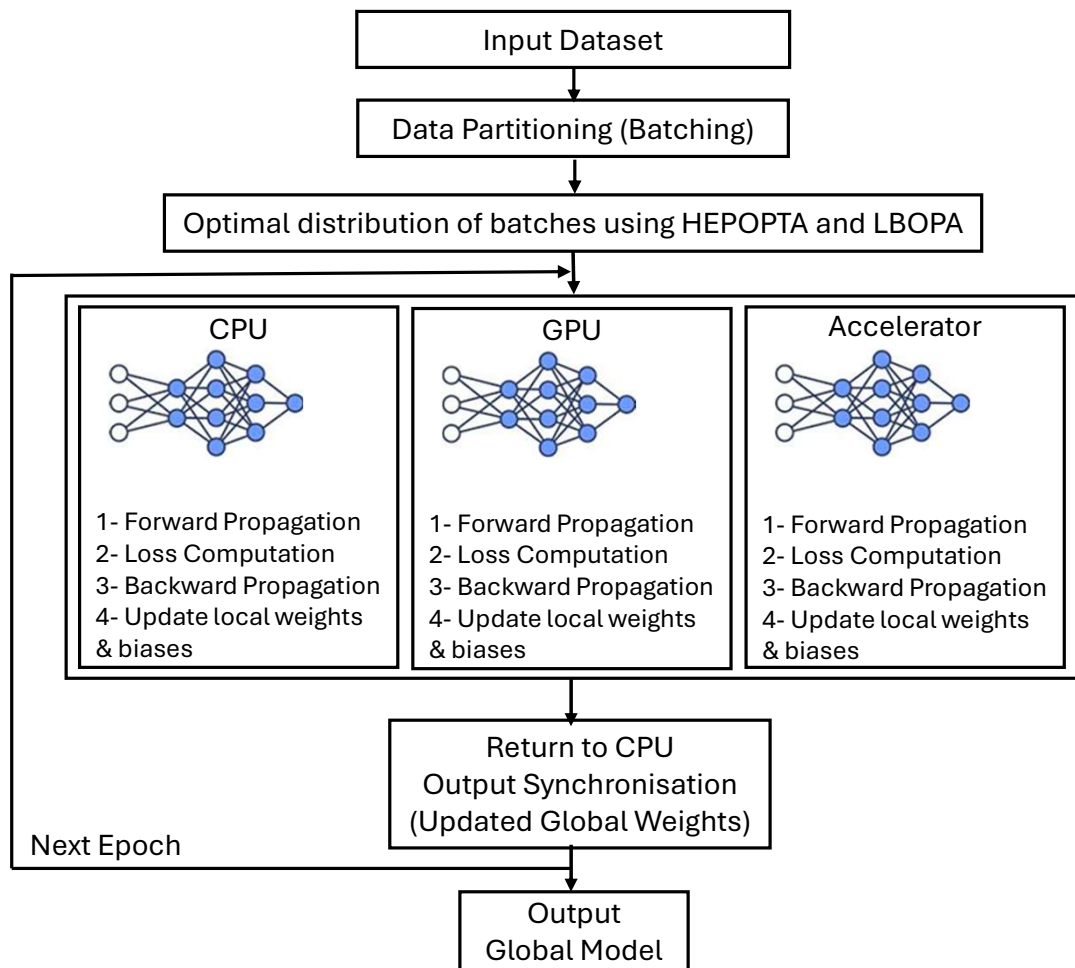 Input Dataset
Data Partitioning (Batching)
Optimal distribution of batches using HEPOPTA and LBOPA
CPU
1- Forward Propagation
2- Loss Computation
3- Backward Propagation
4- Update local weights
& biases
GPU
1- Forward Propagation
2- Loss Computation
3- Backward Propagation
4- Update local weights
& biases
Accelerator
1- Forward Propagation
2- Loss Computation
3- Backward Propagation
4- Update local weights
& biases
Return to CPU
Output Synchronisation
(Updated Global Weights)
Next Epoch
Output
Global Model